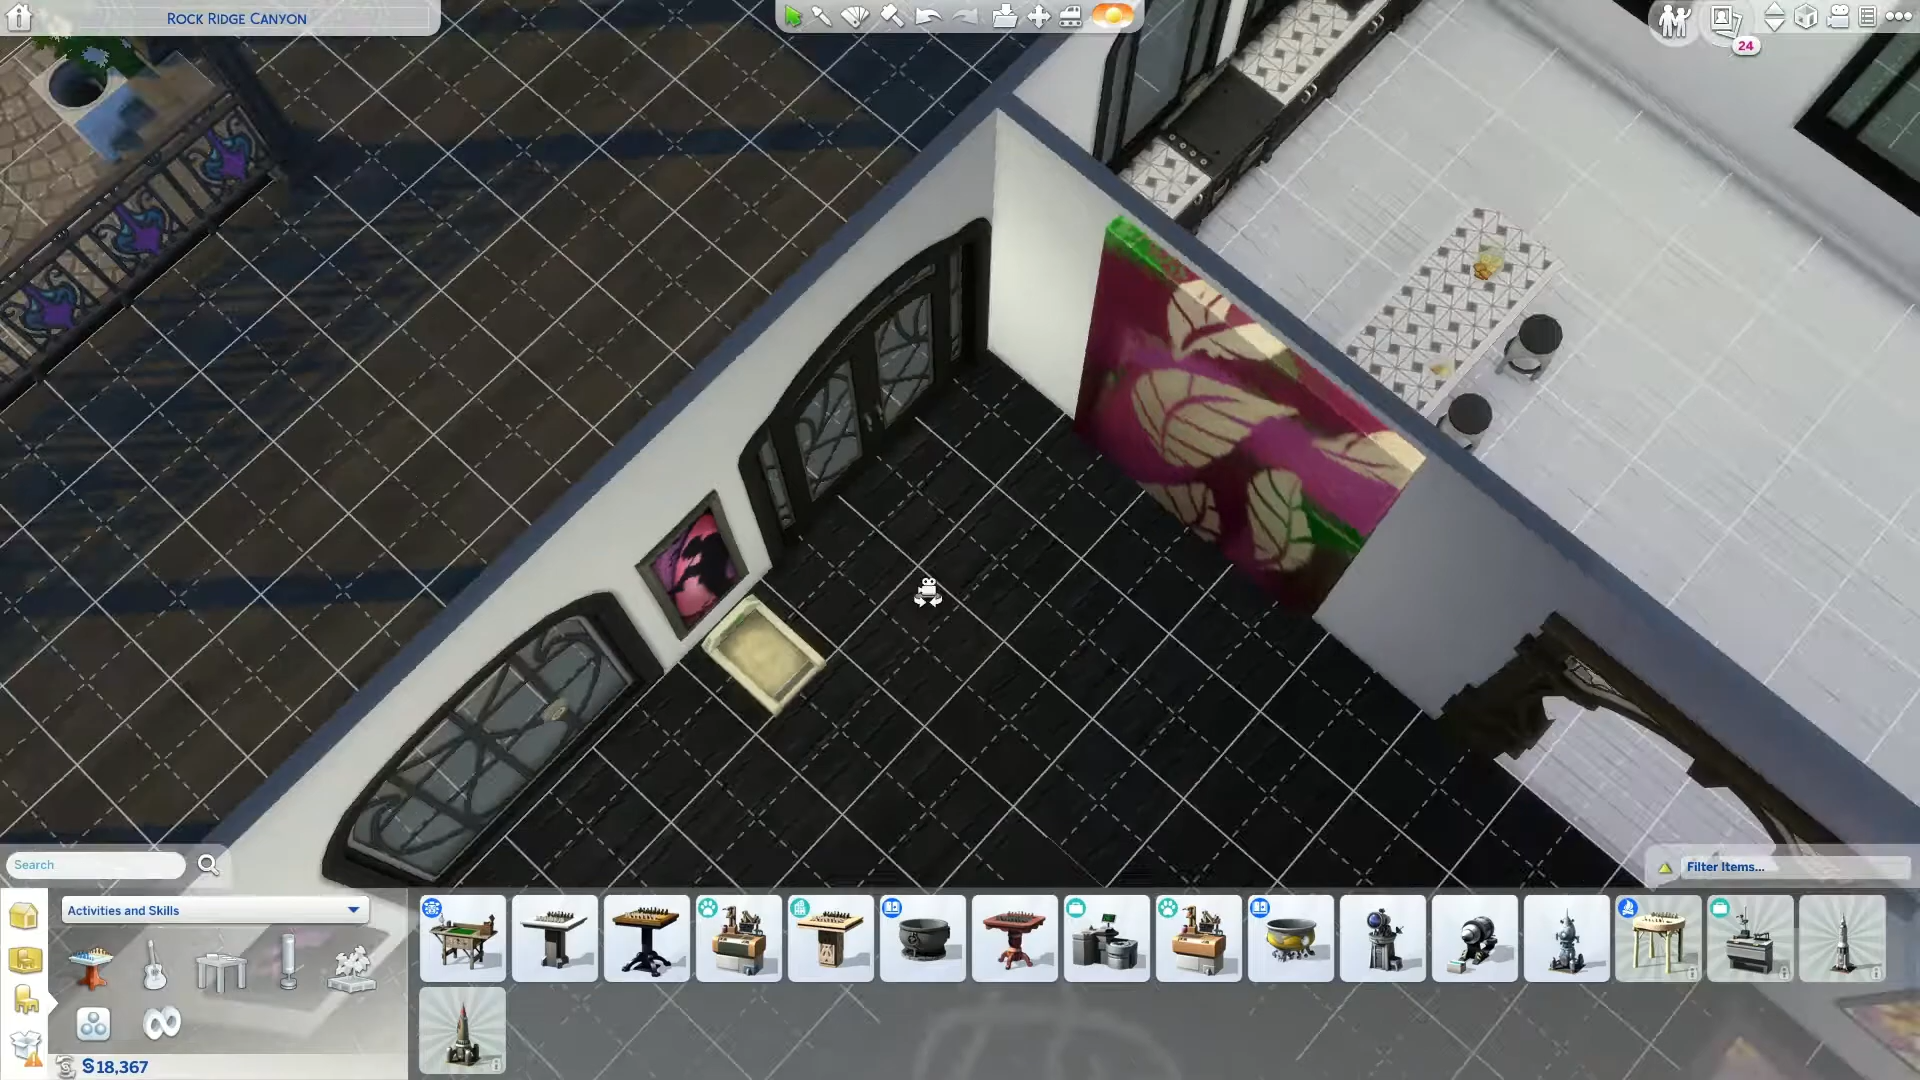 ROCK RIDGE CANYON
24
Search
Filter Items...
Activities and Skills
§18,367